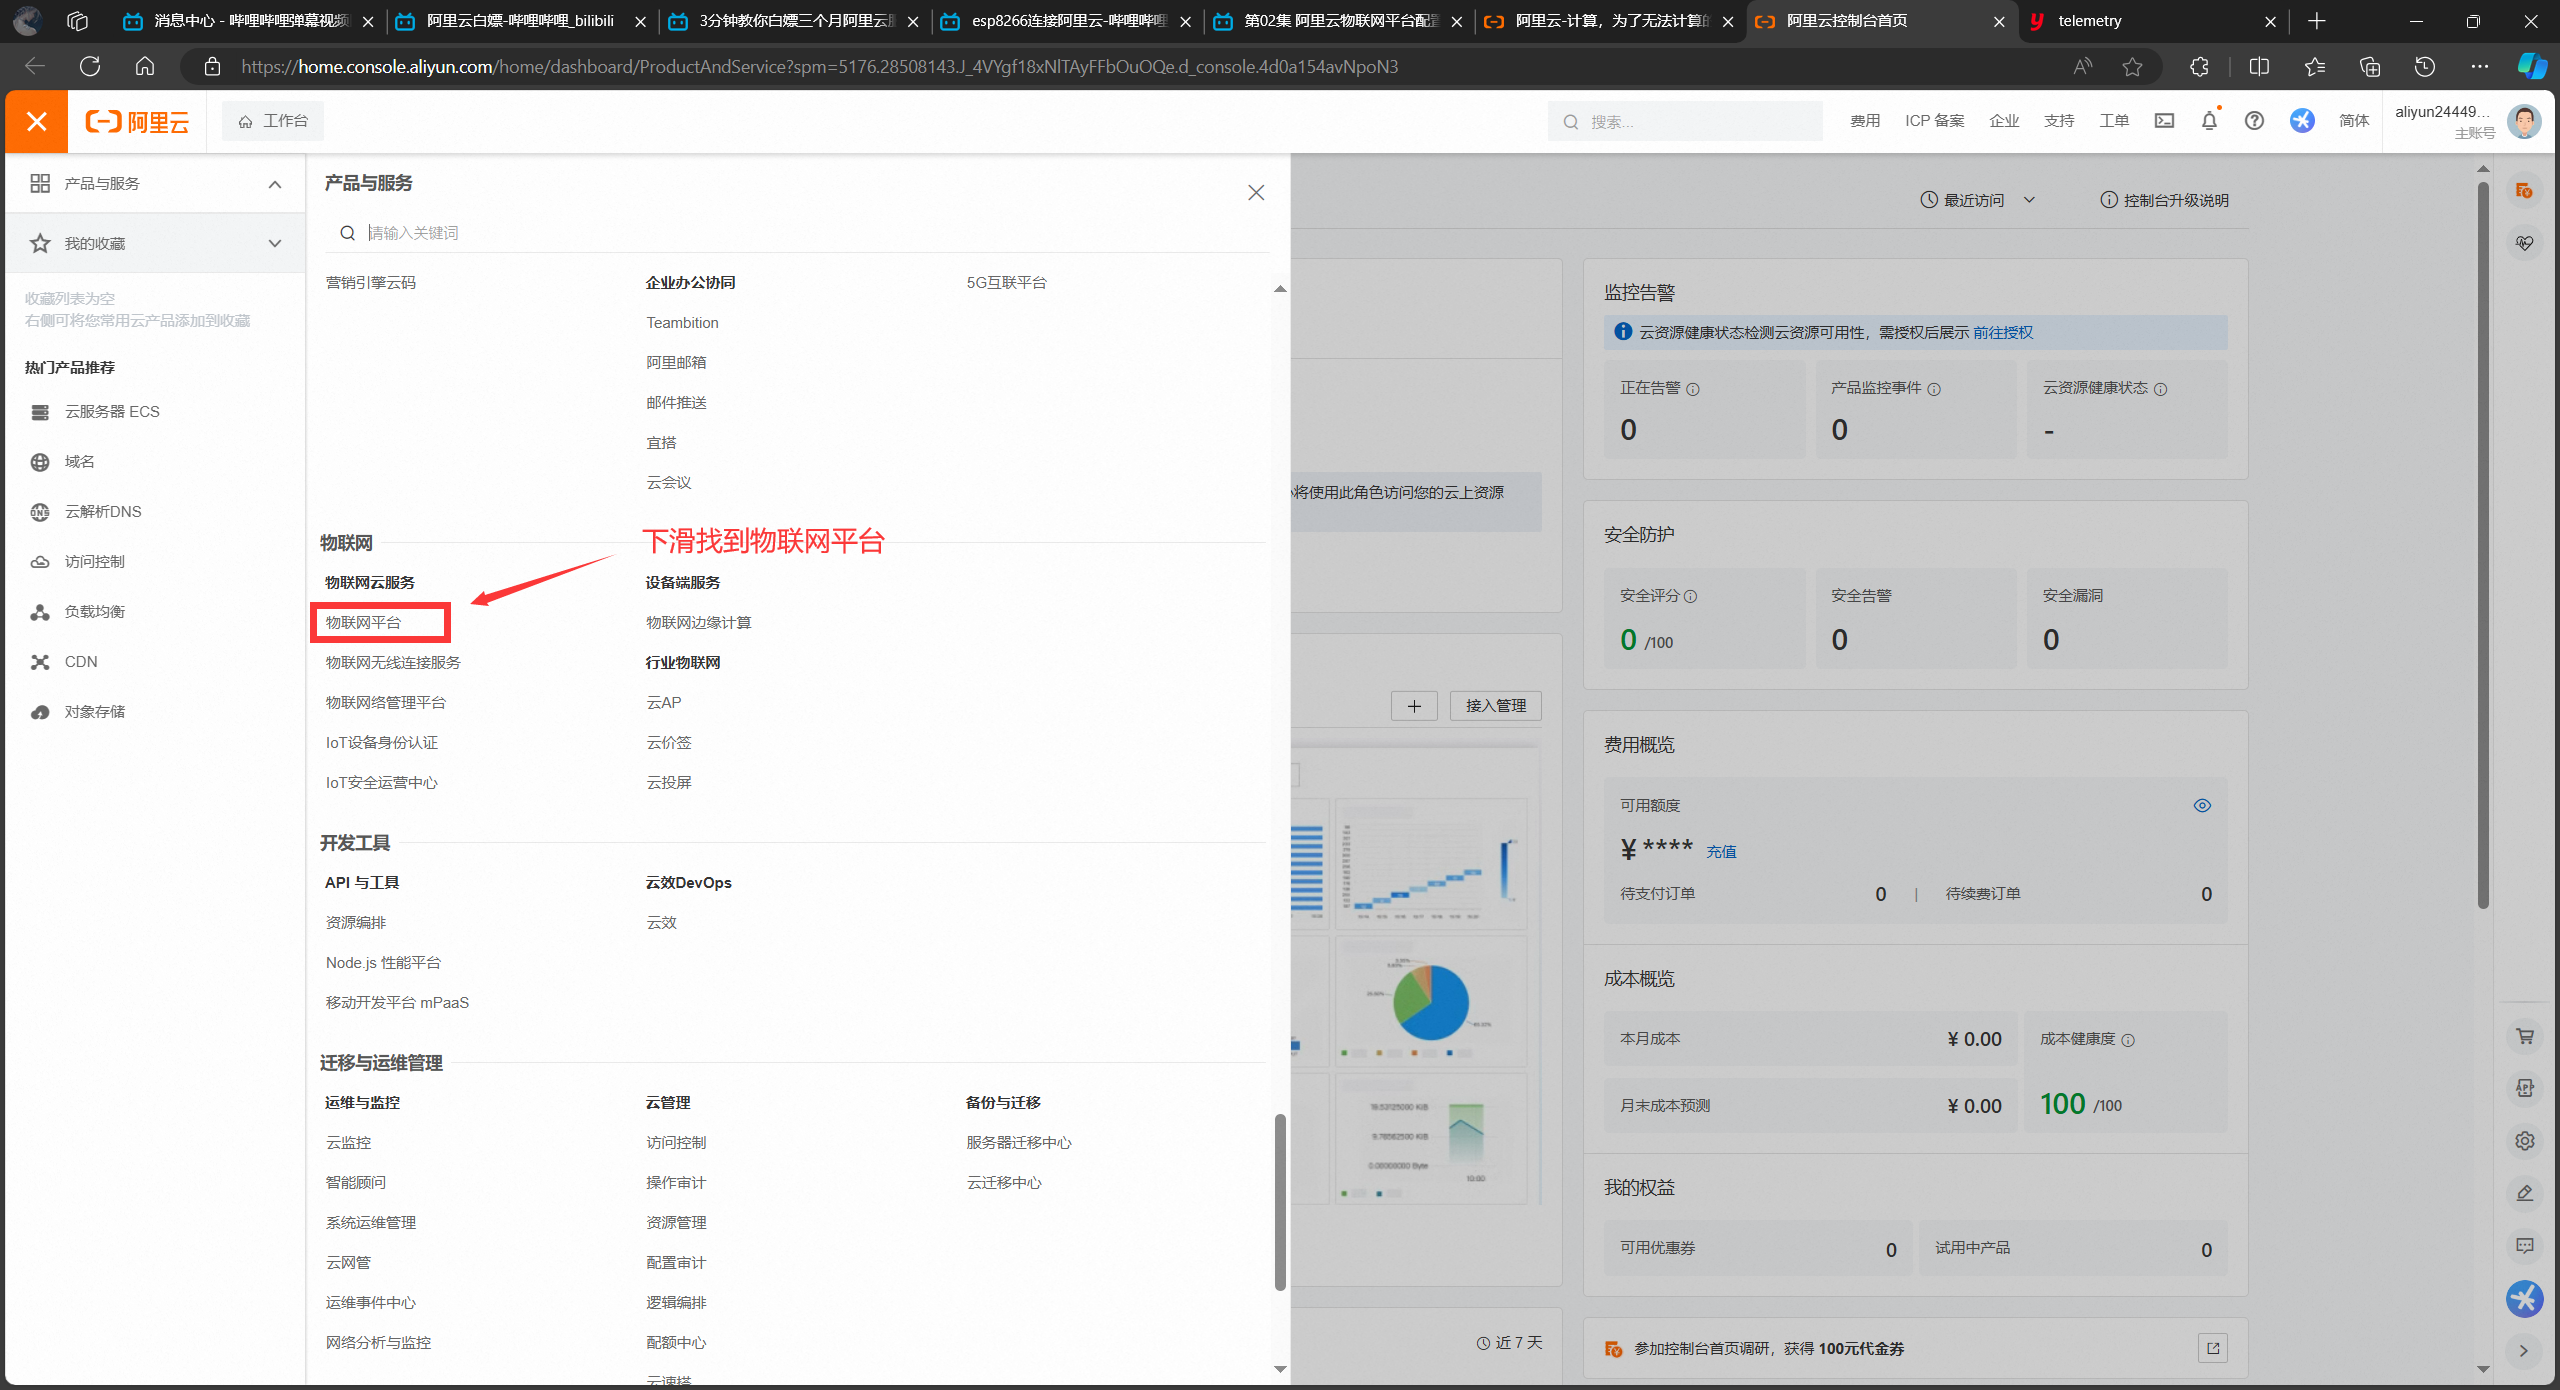 消息中心 - 哔哩哔哩弹幕视频
阿里云白嫖-哔哩哔哩_bilibili
3分钟教你白嫖三个月阿里云
esp8266连接阿里云-哔哩哔哩
第02集 阿里云物联网平台配
阿里云-计算，为了无法计算的
阿里云控制台首页
telemetry
https://home.console.aliyun.com/home/dashboard/ProductAndService?spm=5176.28508143.J_4VYgf18xNlTAyFFbOuOQe.d_console.4d0a154avNpoN3
阿里云
工作台
搜索...
费用
ICP 备案
企业
支持
工单
简体
aliyun24449...
主账号
产品与服务
我的收藏
收藏列表为空
右侧可将您常用云产品添加到收藏
热门产品推荐
云服务器 ECS
域名
DNS
云解析DNS
访问控制
负载均衡
CDN
对象存储
产品与服务
请输入关键词
营销引擎云码
企业办公协同
5G互联平台
Teambition
阿里邮箱
邮件推送
宜搭
云会议
物联网
下滑找到物联网平台
物联网云服务
设备端服务
物联网平台
物联网边缘计算
物联网无线连接服务
行业物联网
物联网络管理平台
云AP
IoT设备身份认证
云价签
IoT安全运营中心
云投屏
开发工具
API 与工具
云效DevOps
资源编排
云效
Node.js 性能平台
移动开发平台 mPaaS
迁移与运维管理
运维与监控
云管理
备份与迁移
云监控
访问控制
服务器迁移中心
智能顾问
操作审计
云迁移中心
系统运维管理
资源管理
云网管
配置审计
运维事件中心
逻辑编排
网络分析与监控
配额中心
云速搭
最近访问
控制台升级说明
将使用此角色访问您的云上资源
接入管理
10:00
近 7 天
监控告警
云资源健康状态检测云资源可用性，需授权后展示 前往授权
正在告警
产品监控事件
云资源健康状态
0
0
-
安全防护
安全评分
安全告警
安全漏洞
0 /100
0
0
费用概览
可用额度
¥ **** 充值
待支付订单
0
|
待续费订单
0
成本概览
本月成本
¥ 0.00
成本健康度
月末成本预测
¥ 0.00
100 /100
我的权益
可用优惠券
0
试用中产品
0
参加控制台首页调研，获得 100元代金券
APP